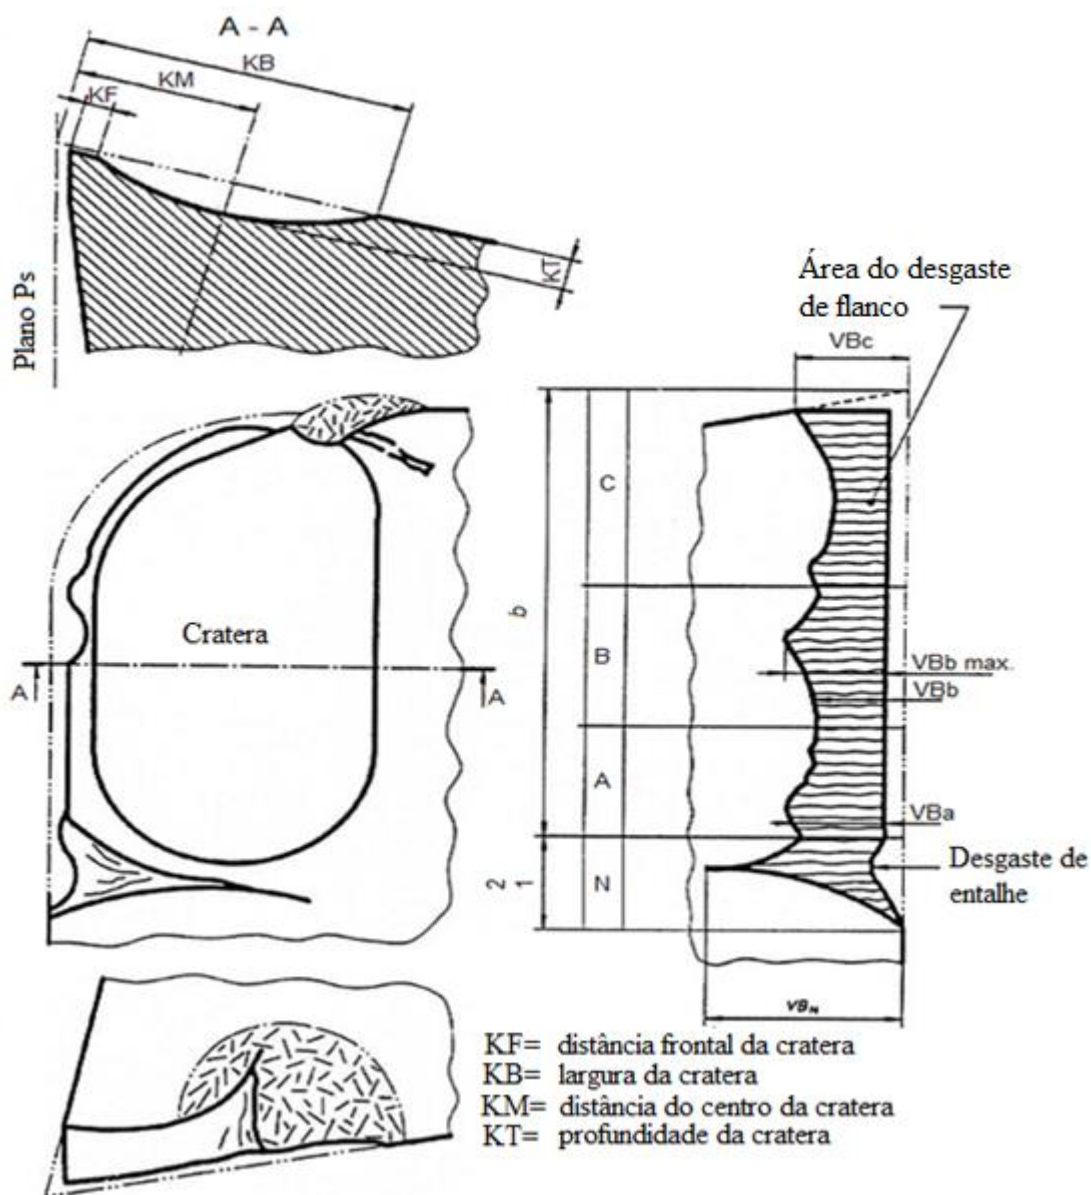 A - A
KB
KM
KF
KT
Plano Ps
Área do desgaste
de flanco
VBc
C
b
B
VBb max.
VBb
Cratera
A
A
A
VBa
Desgaste de
entalhe
N
2
1
VB_N
KF= distância frontal da cratera
KB= largura da cratera
KM= distância do centro da cratera
KT= profundidade da cratera